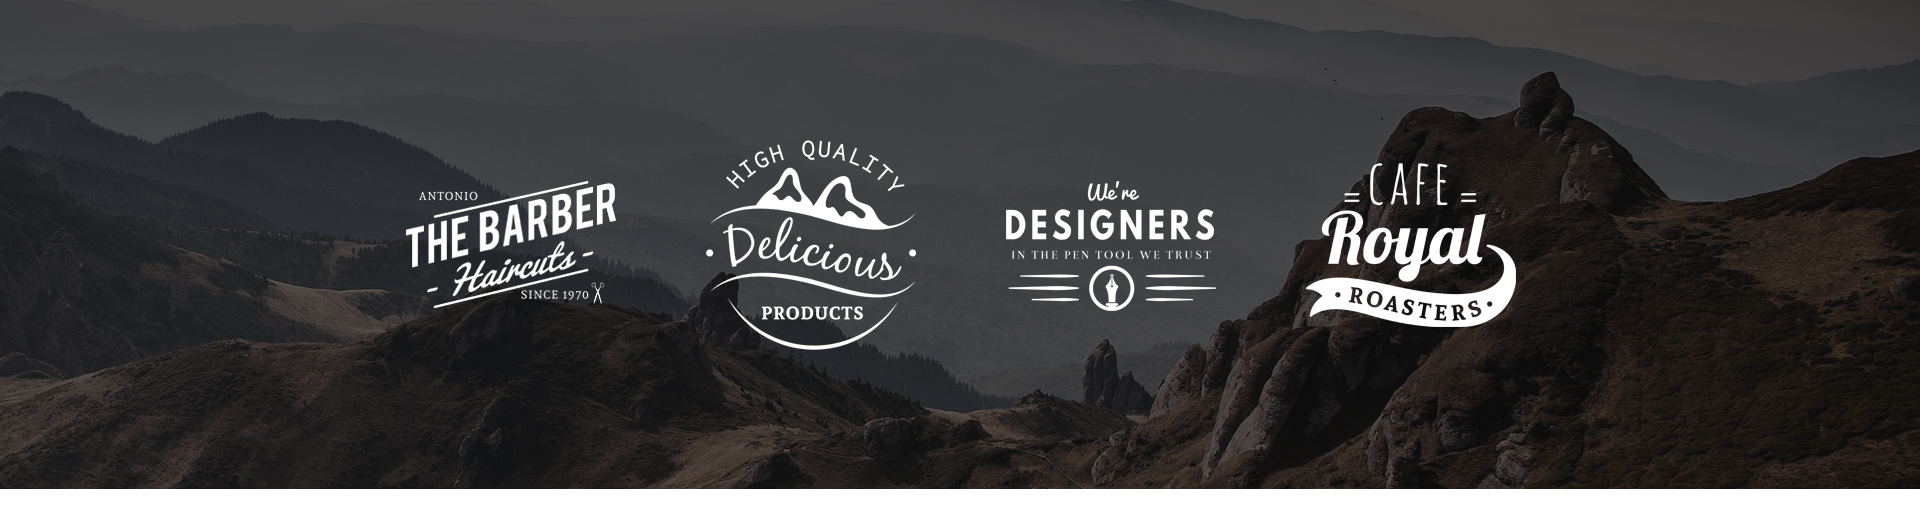 ANTONIO
THE BARBER
- Haircuts -
SINCE 1970
HIGH QUALITY
• Delicious •
PRODUCTS
We're
DESIGNERS
IN THE PEN TOOL WE TRUST
= CAFE =
Royal
• ROASTERS •